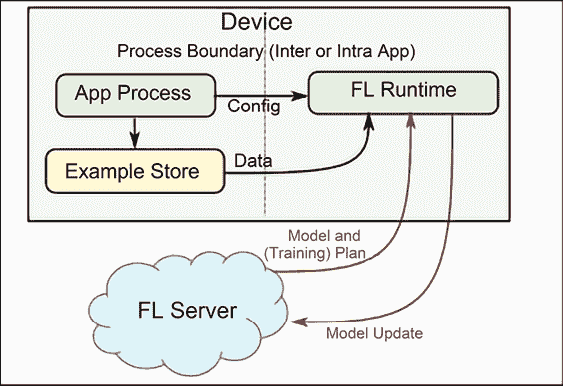 Device
Process Boundary (Inter or Intra App)
App Process
Config
FL Runtime
Example Store
Data
Model and
(Training) Plan
FL Server
Model Update